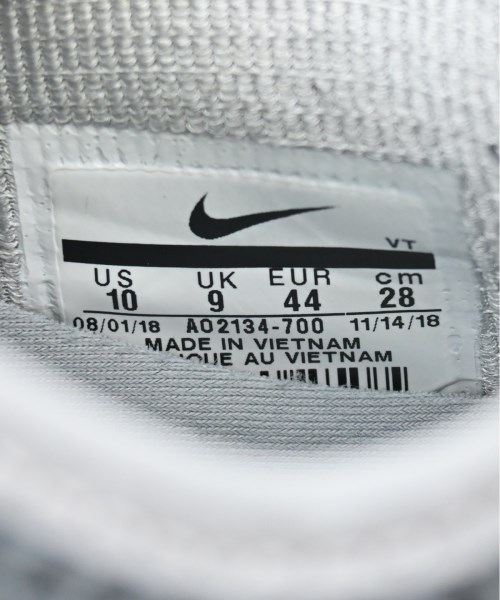 VT
US UK EUR cm
10 9 44 28
08/01/18 AO2134-700 11/14/18
MADE IN VIETNAM
QUE AU VIETNAM